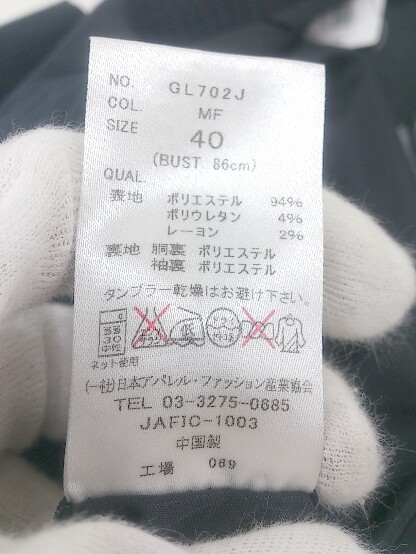 NO. GL702J
COL. MF
SIZE 40
(BUST 86cm)
QUAL.
表地 ポリエステル 94%
ポリウレタン 4%
レーヨン 2%
裏地 胴裏 ポリエステル
袖裏 ポリエステル
タンブラー乾燥はお避け下さい。
30
中性
ネット使用
(一社)日本アパレル・ファッション産業協会
TEL 03-3275-0685
JAFIC-1003
中国製
工場 069